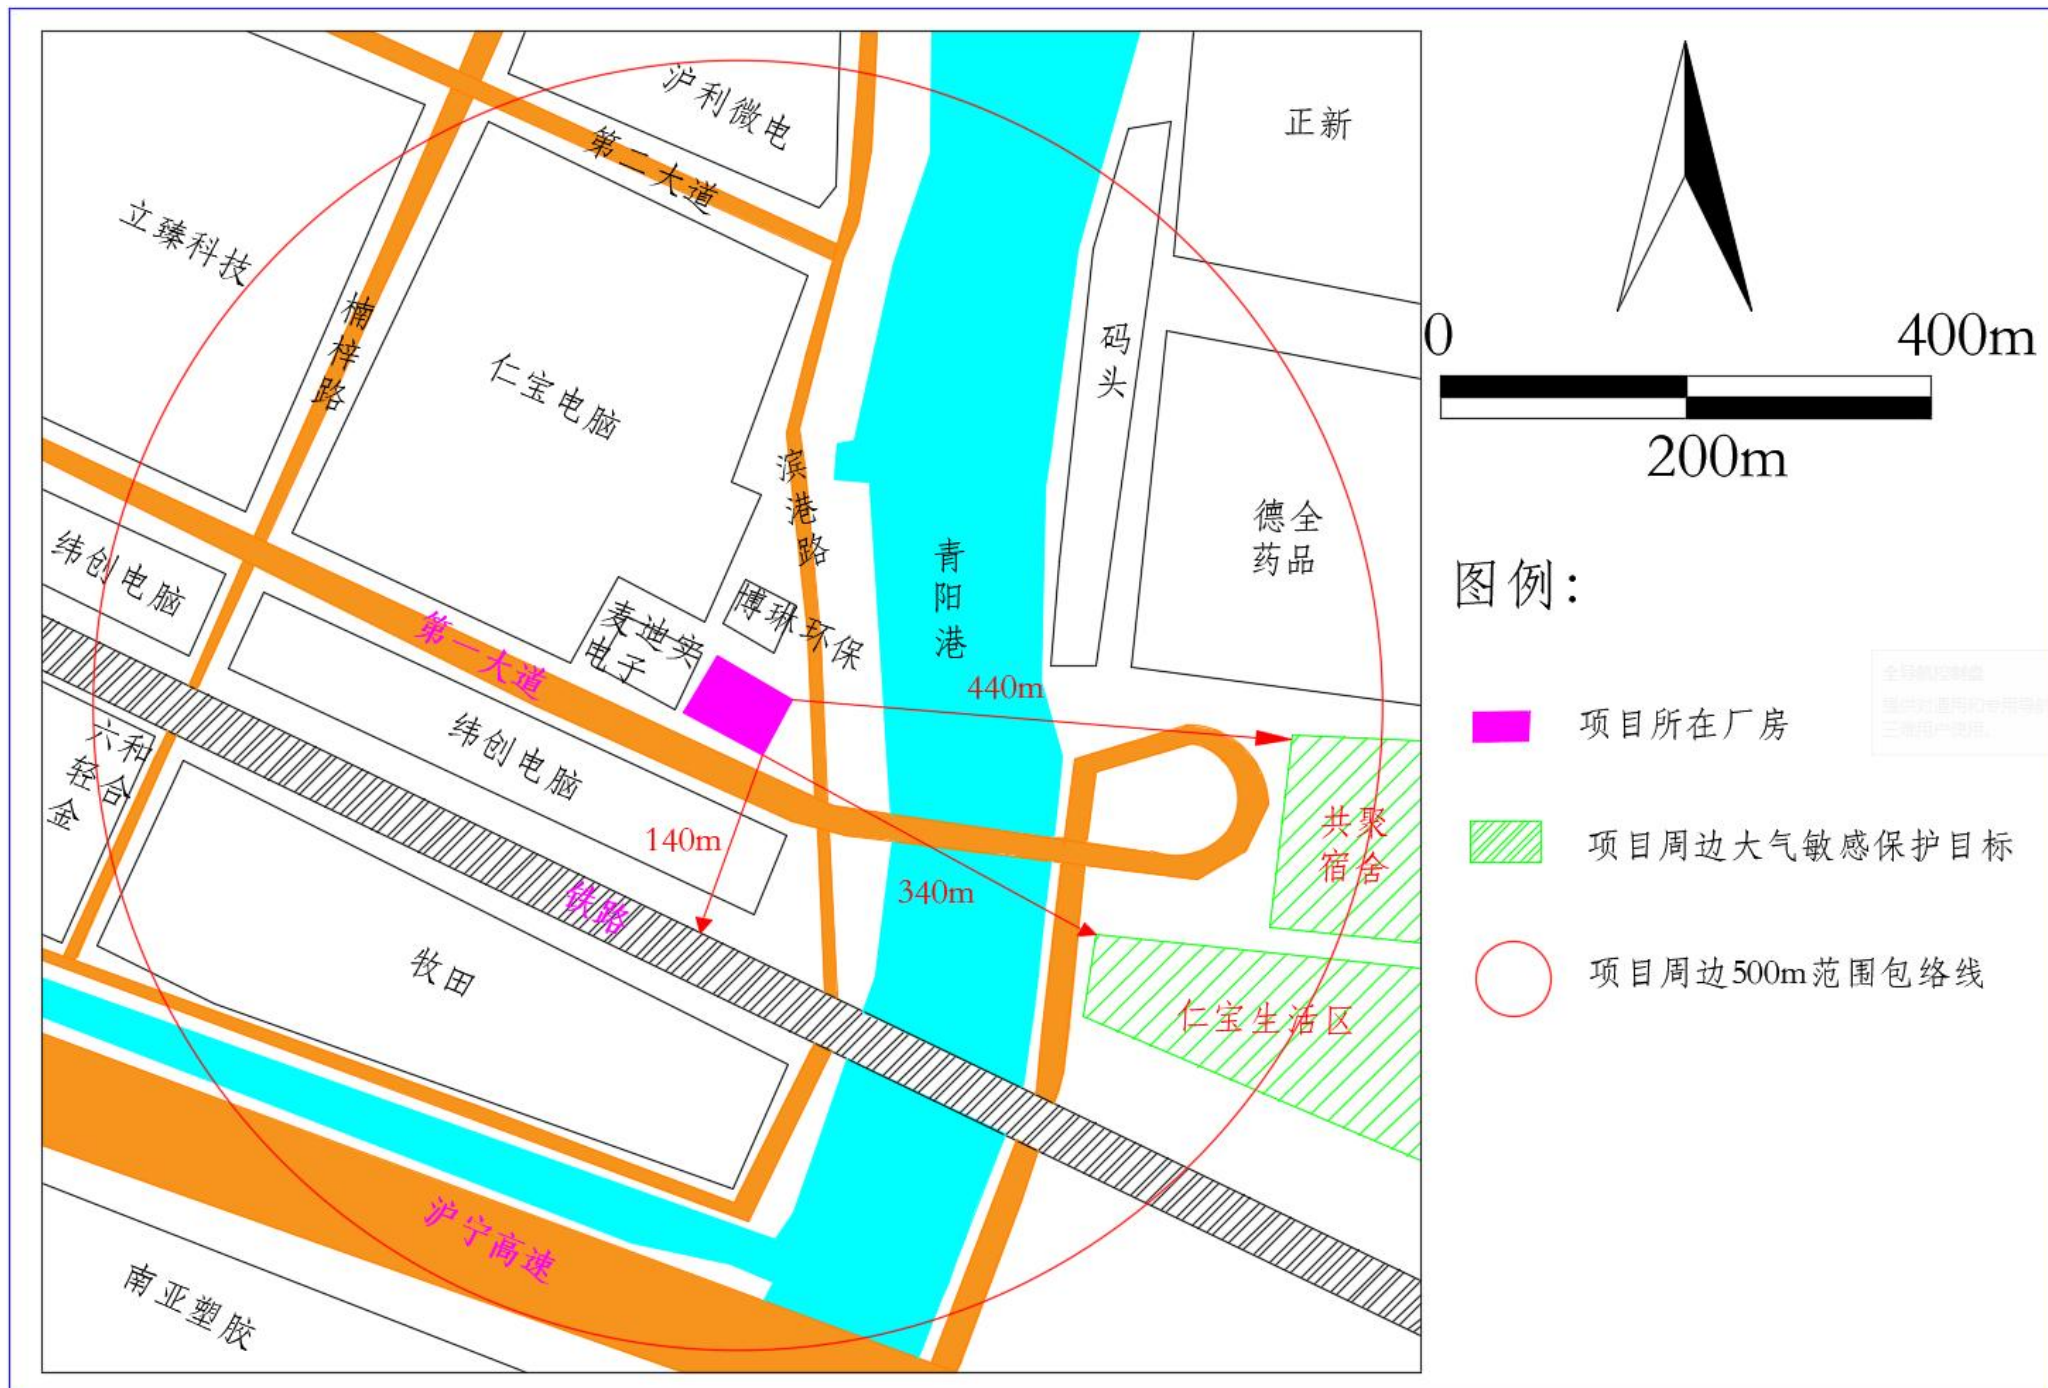 沪利微电
第二大道
正新
立臻科技
楠梓路
仁宝电脑
码头
滨港路
青阳港
德全
药品
纬创电脑
第一大道
麦迪实
电子
博琳环保
440m
纬创电脑
六和
轻合
金
140m
340m
共聚
宿舍
铁路
牧田
仁宝生活区
沪宁高速
南亚塑胶
0
400m
200m
图例：
项目所在厂房
项目周边大气敏感保护目标
项目周边500m范围包络线